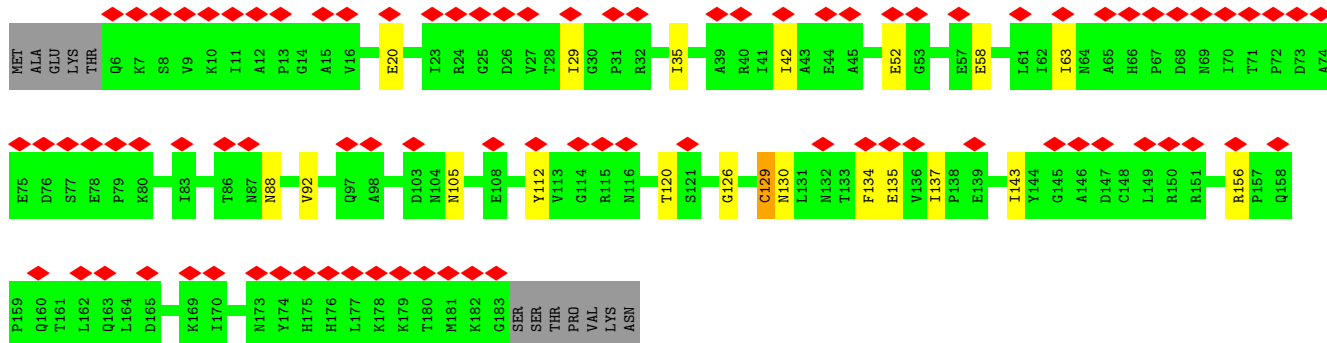 MET ALA GLU LYS THR Q6 K7 S8 V9 K10 I11 A12 P13 G14 A15 V16 E20 I23 R24 G25 D26 V27 T28 I29 G30 P31 R32 I35 A39 R40 I41 I42 A43 E44 A45 E52 G53 E57 E58 L61 I62 I63 N64 A65 H66 P67 D68 N69 I70 T71 P72 D73 A74
E75 D76 S77 E78 P79 K80 I83 T86 N87 N88 V92 Q97 A98 D103 N104 N105 E108 Y112 V113 G114 R115 N116 T120 S121 G126 C129 N130 L131 N132 T133 F134 E135 V136 I137 P138 E139 I143 Y144 G145 A146 D147 C148 L149 R150 R151 R156 P157 Q158
P159 Q160 T161 L162 Q163 L164 D165 K169 I170 N173 Y174 H175 H176 L177 K178 K179 T180 M181 K182 G183 SER SER THR PRO VAL LYS ASN